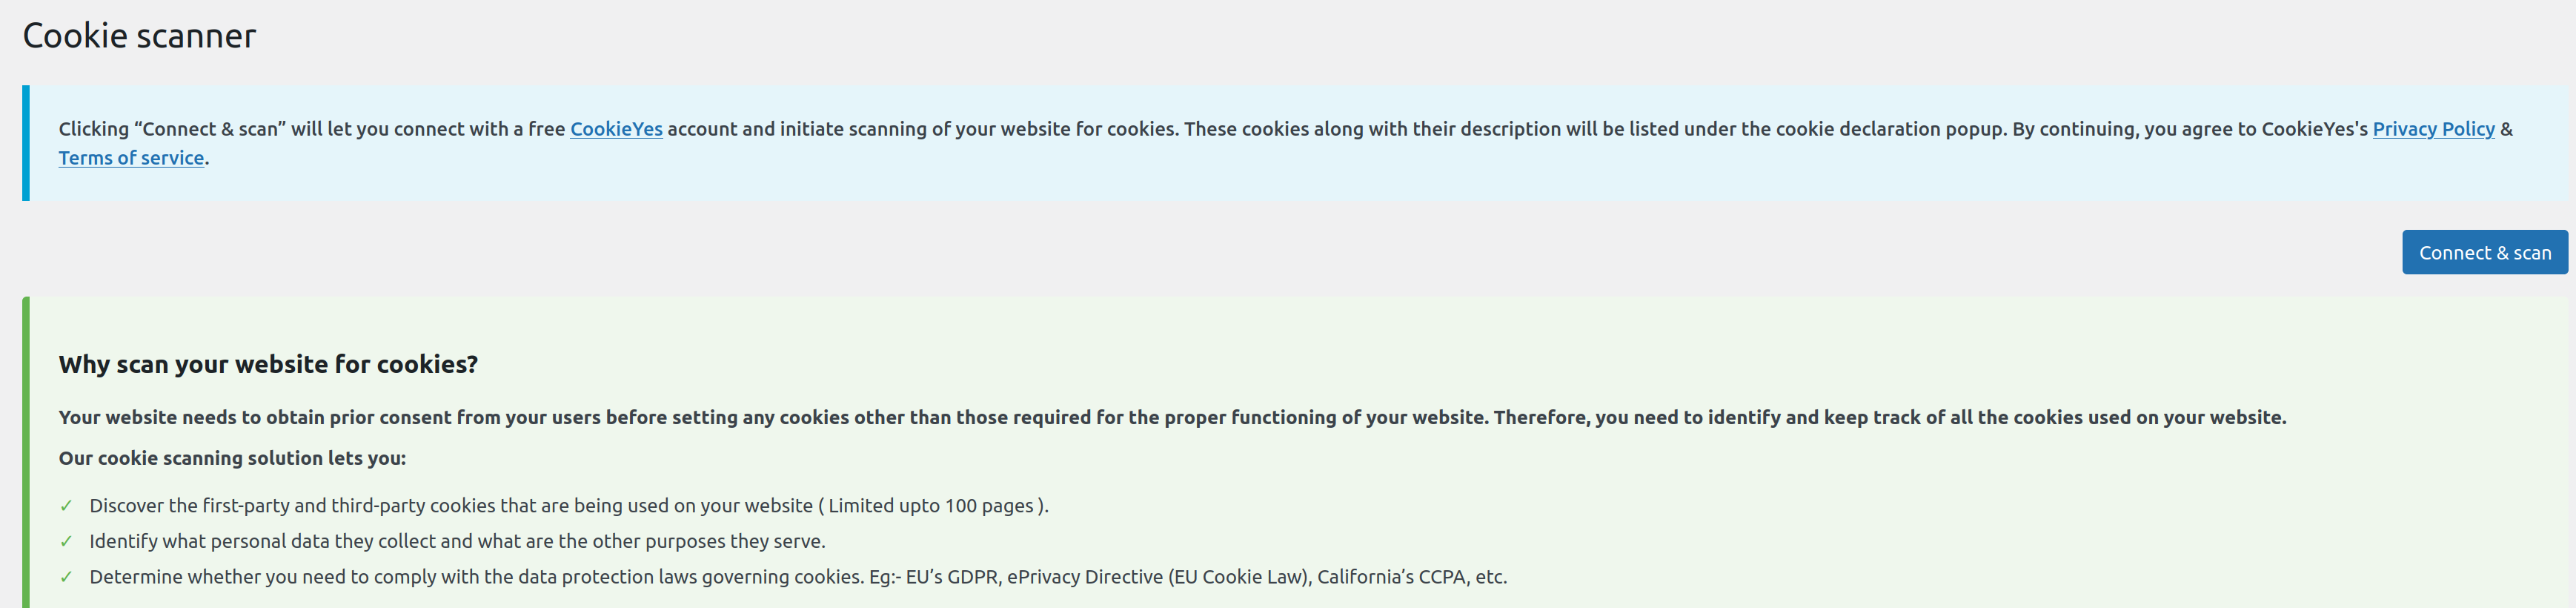 Cookie scanner
Clicking “Connect & scan” will let you connect with a free CookieYes account and initiate scanning of your website for cookies. These cookies along with their description will be listed under the cookie declaration popup. By continuing, you agree to CookieYes's Privacy Policy &
Terms of service.
Connect & scan
Why scan your website for cookies?
Your website needs to obtain prior consent from your users before setting any cookies other than those required for the proper functioning of your website. Therefore, you need to identify and keep track of all the cookies used on your website.
Our cookie scanning solution lets you:
✓ Discover the first-party and third-party cookies that are being used on your website ( Limited upto 100 pages ).
✓ Identify what personal data they collect and what are the other purposes they serve.
✓ Determine whether you need to comply with the data protection laws governing cookies. Eg:- EU’s GDPR, ePrivacy Directive (EU Cookie Law), California’s CCPA, etc.